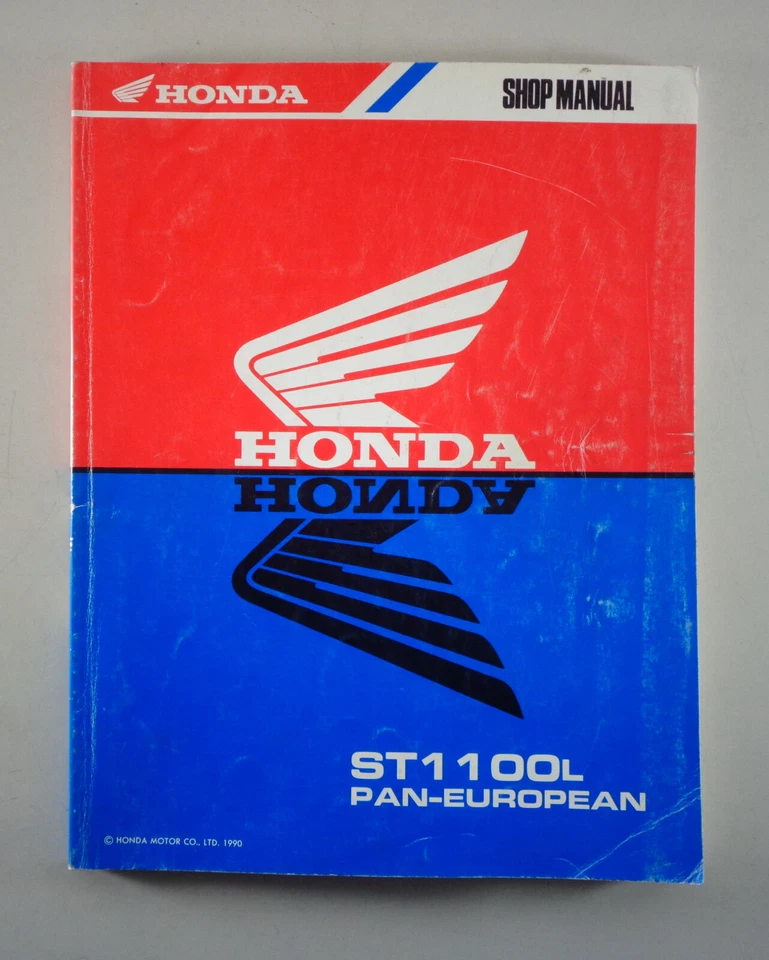 HONDA
SHOP MANUAL
HONDA
HONDA
ST1100L
PAN-EUROPEAN
© HONDA MOTOR CO., LTD. 1990